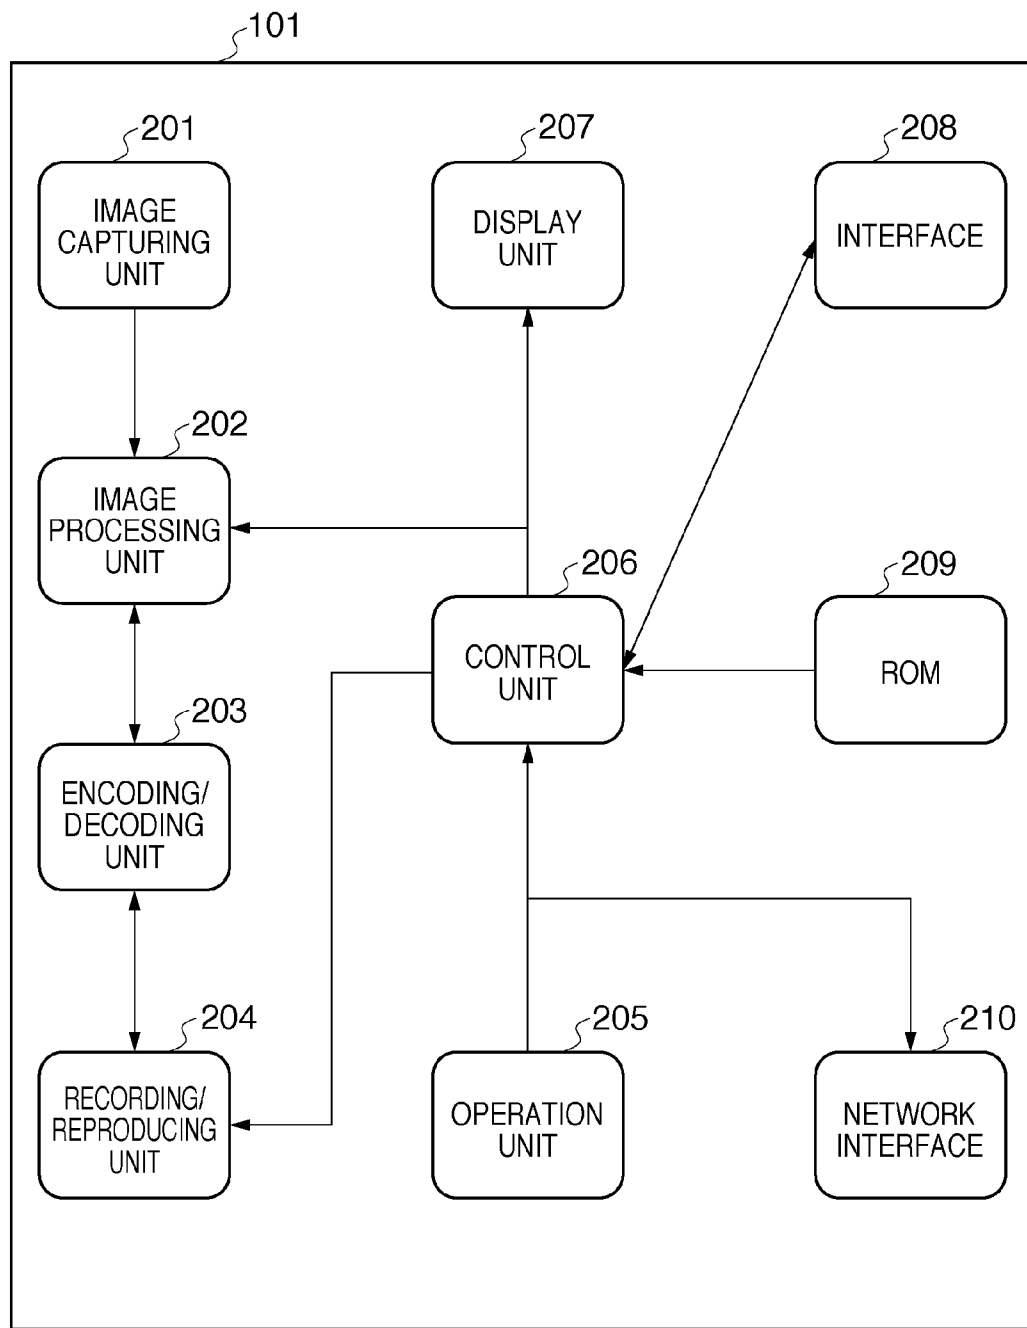 101
201
IMAGE
CAPTURING
UNIT
207
DISPLAY
UNIT
208
INTERFACE
202
IMAGE
PROCESSING
UNIT
206
CONTROL
UNIT
209
ROM
203
ENCODING/
DECODING
UNIT
204
RECORDING/
REPRODUCING
UNIT
205
OPERATION
UNIT
210
NETWORK
INTERFACE